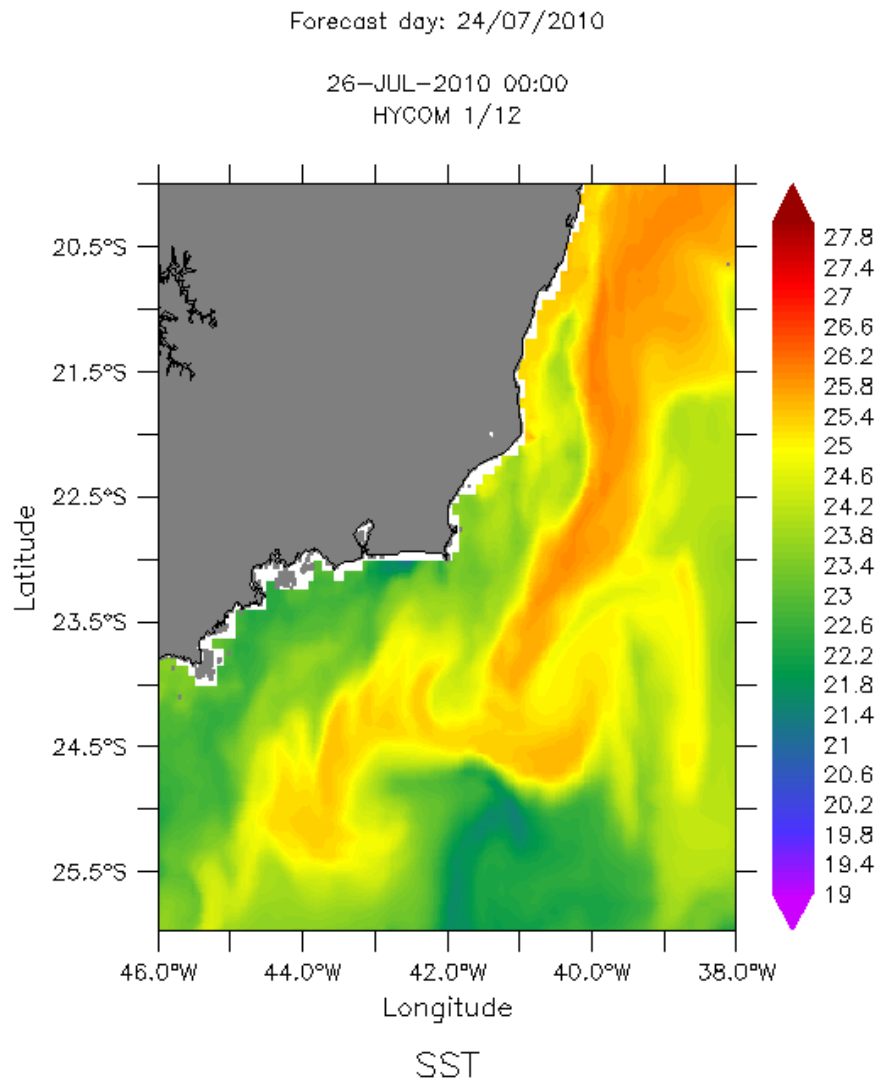 Forecast day: 24/07/2010
26-JUL-2010 00:00
HYCOM 1/12
20.5°S
21.5°S
22.5°S
23.5°S
24.5°S
25.5°S
Latitude
46.0°W 44.0°W 42.0°W 40.0°W 38.0°W
Longitude
SST
27.8
27.4
27
26.6
26.2
25.8
25.4
25
24.6
24.2
23.8
23.4
23
22.6
22.2
21.8
21.4
21
20.6
20.2
19.8
19.4
19